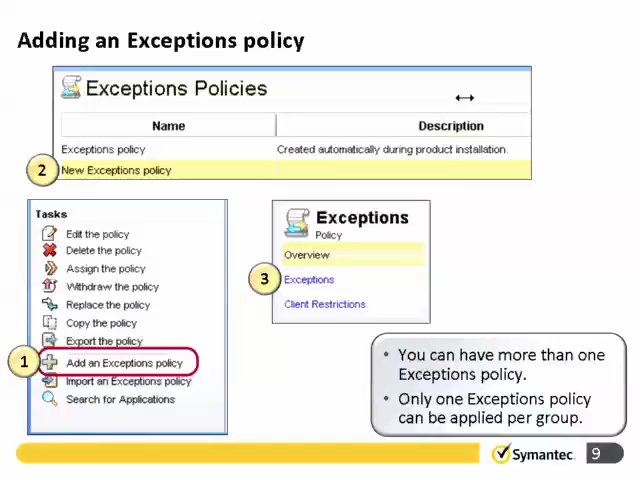 Adding an Exceptions policy
Exceptions Policies
Name Description
Exceptions policy Created automatically during product installation.
2 New Exceptions policy
Tasks
Edit the policy
Delete the policy
Assign the policy
Withdraw the policy
Replace the policy
Copy the policy
Export the policy
1 Add an Exceptions policy
Import an Exceptions policy
Search for Applications
Exceptions
Policy
Overview
3 Exceptions
Client Restrictions
• You can have more than one
Exceptions policy.
• Only one Exceptions policy
can be applied per group.
Symantec. 9